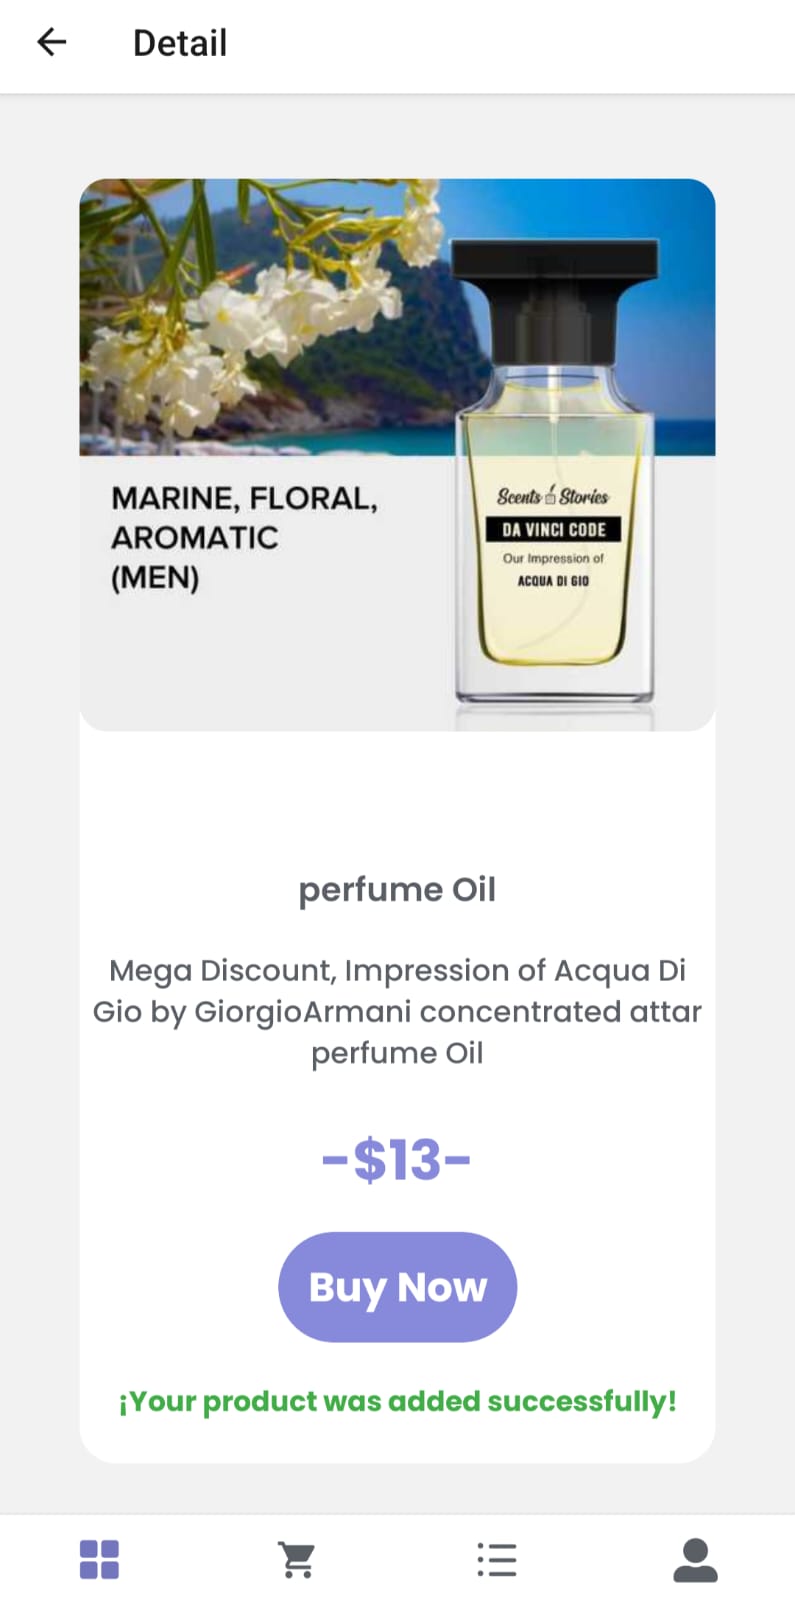 Detail
MARINE, FLORAL,
AROMATIC
(MEN)
Scents Stories
DA VINCI CODE
Our Impression of
ACQUA DI GIO
perfume Oil
Mega Discount, Impression of Acqua Di
Gio by GiorgioArmani concentrated attar
perfume Oil
-$13-
Buy Now
¡Your product was added successfully!